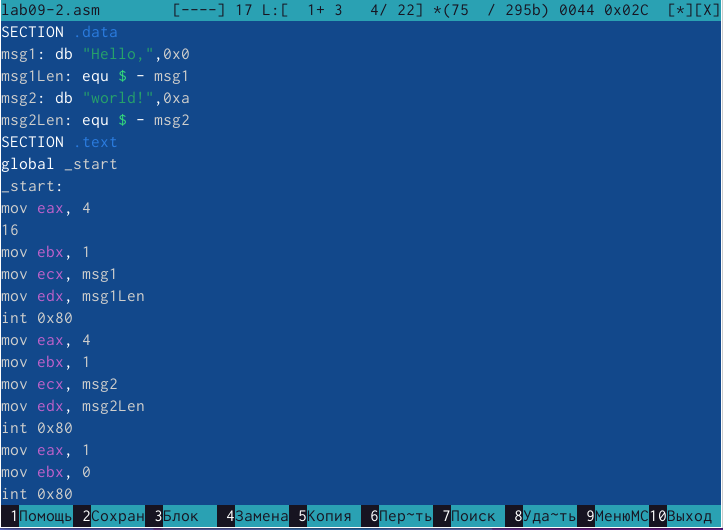 lab09-2.asm [----] 17 L:[ 1+ 3 4/ 22] *(75 / 295b) 0044 0x02C [*][X]
SECTION .data
msg1: db "Hello,",0x0
msg1Len: equ $ - msg1
msg2: db "world!",0xa
msg2Len: equ $ - msg2
SECTION .text
global _start
_start:
mov eax, 4
16
mov ebx, 1
mov ecx, msg1
mov edx, msg1Len
int 0x80
mov eax, 4
mov ebx, 1
mov ecx, msg2
mov edx, msg2Len
int 0x80
mov eax, 1
mov ebx, 0
int 0x80
1Помощь 2Сохран 3Блок 4Замена 5Копия 6Пер~ть 7Поиск 8Уда~ть 9МенюMC 10Выход